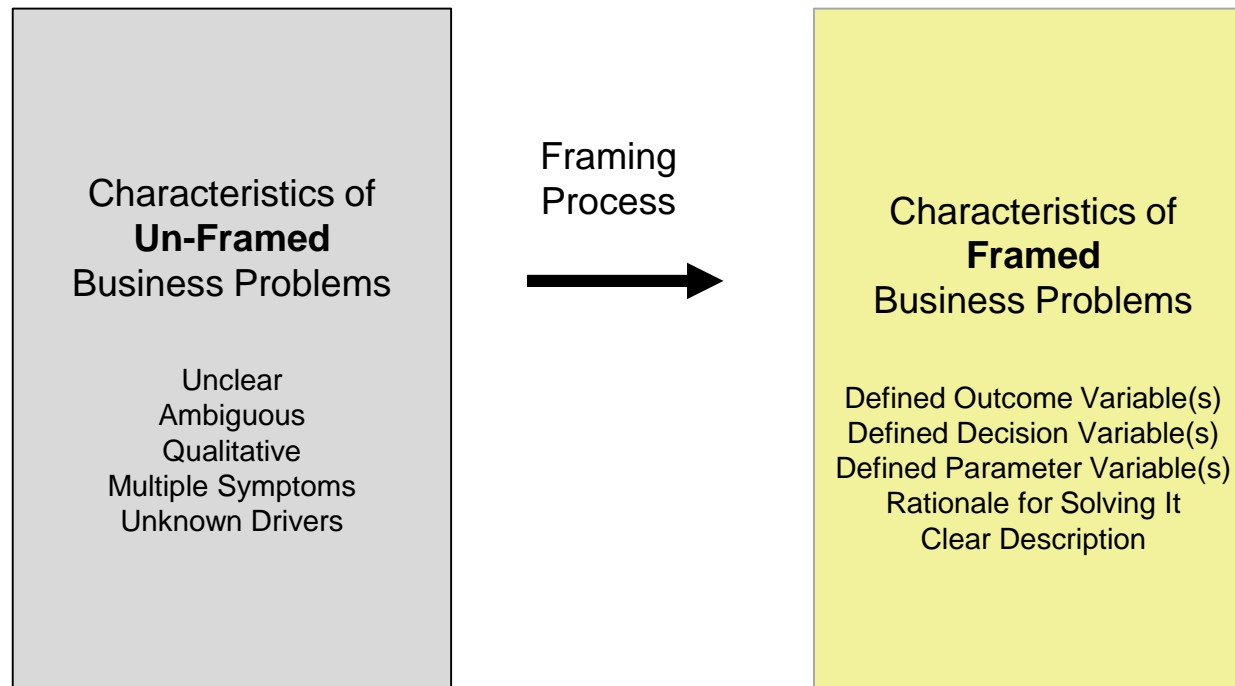 Characteristics of
Un-Framed
Business Problems
Unclear
Ambiguous
Qualitative
Multiple Symptoms
Unknown Drivers
Framing
Process
Characteristics of
Framed
Business Problems
Defined Outcome Variable(s)
Defined Decision Variable(s)
Defined Parameter Variable(s)
Rationale for Solving It
Clear Description